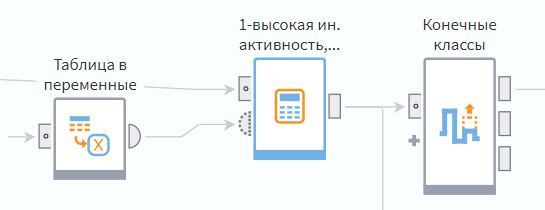 Таблица в
переменные
1-высокая ин.
активность,...
Конечные
классы